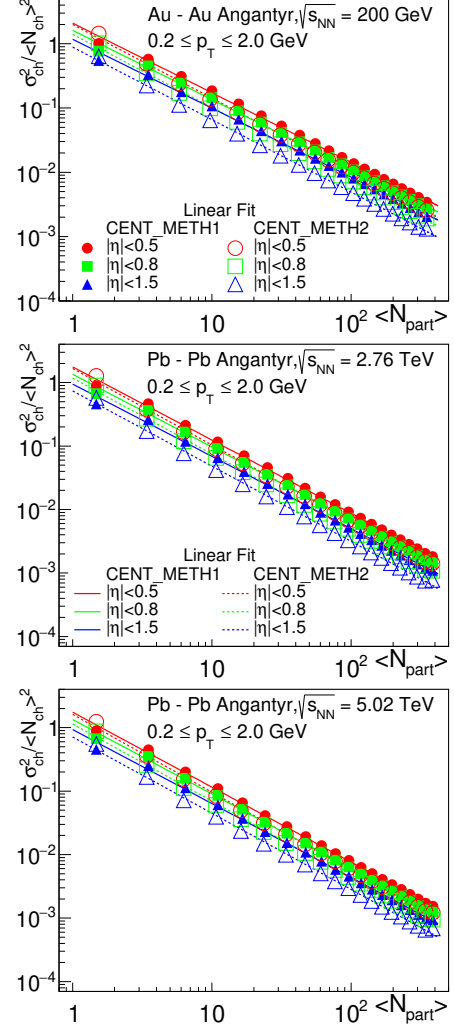 Au - Au Angantyr,√s_NN = 200 GeV
0.2 ≤ p_T ≤ 2.0 GeV
σ²_ch/<N_ch>²
1
10⁻¹
10⁻²
10⁻³
10⁻⁴
Linear Fit
CENT_METH1 CENT_METH2
|η|<0.5 |η|<0.5
|η|<0.8 |η|<0.8
|η|<1.5 |η|<1.5
1 10 10² <N_part>
Pb - Pb Angantyr,√s_NN = 2.76 TeV
0.2 ≤ p_T ≤ 2.0 GeV
σ²_ch/<N_ch>²
1
10⁻¹
10⁻²
10⁻³
10⁻⁴
Linear Fit
CENT_METH1 CENT_METH2
|η|<0.5 |η|<0.5
|η|<0.8 |η|<0.8
|η|<1.5 |η|<1.5
1 10 10² <N_part>
Pb - Pb Angantyr,√s_NN = 5.02 TeV
0.2 ≤ p_T ≤ 2.0 GeV
σ²_ch/<N_ch>²
1
10⁻¹
10⁻²
10⁻³
10⁻⁴
1 10 10² <N_part>